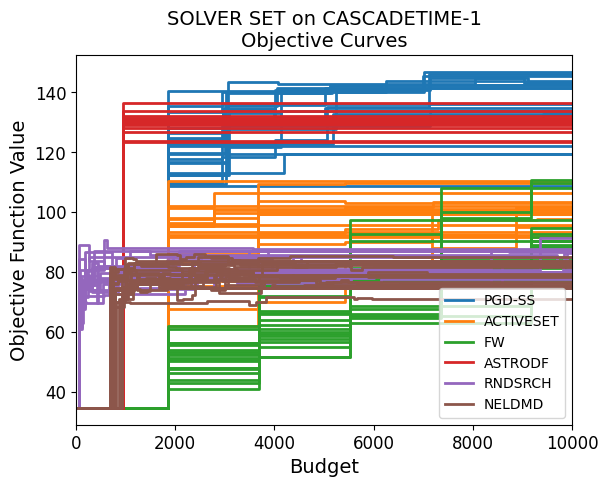 SOLVER SET on CASCADETIME-1
Objective Curves
Objective Function Value
140
120
100
80
60
40
0
2000
4000
6000
8000
10000
Budget
PGD-SS
ACTIVESET
FW
ASTRODF
RNDSRCH
NELDMD